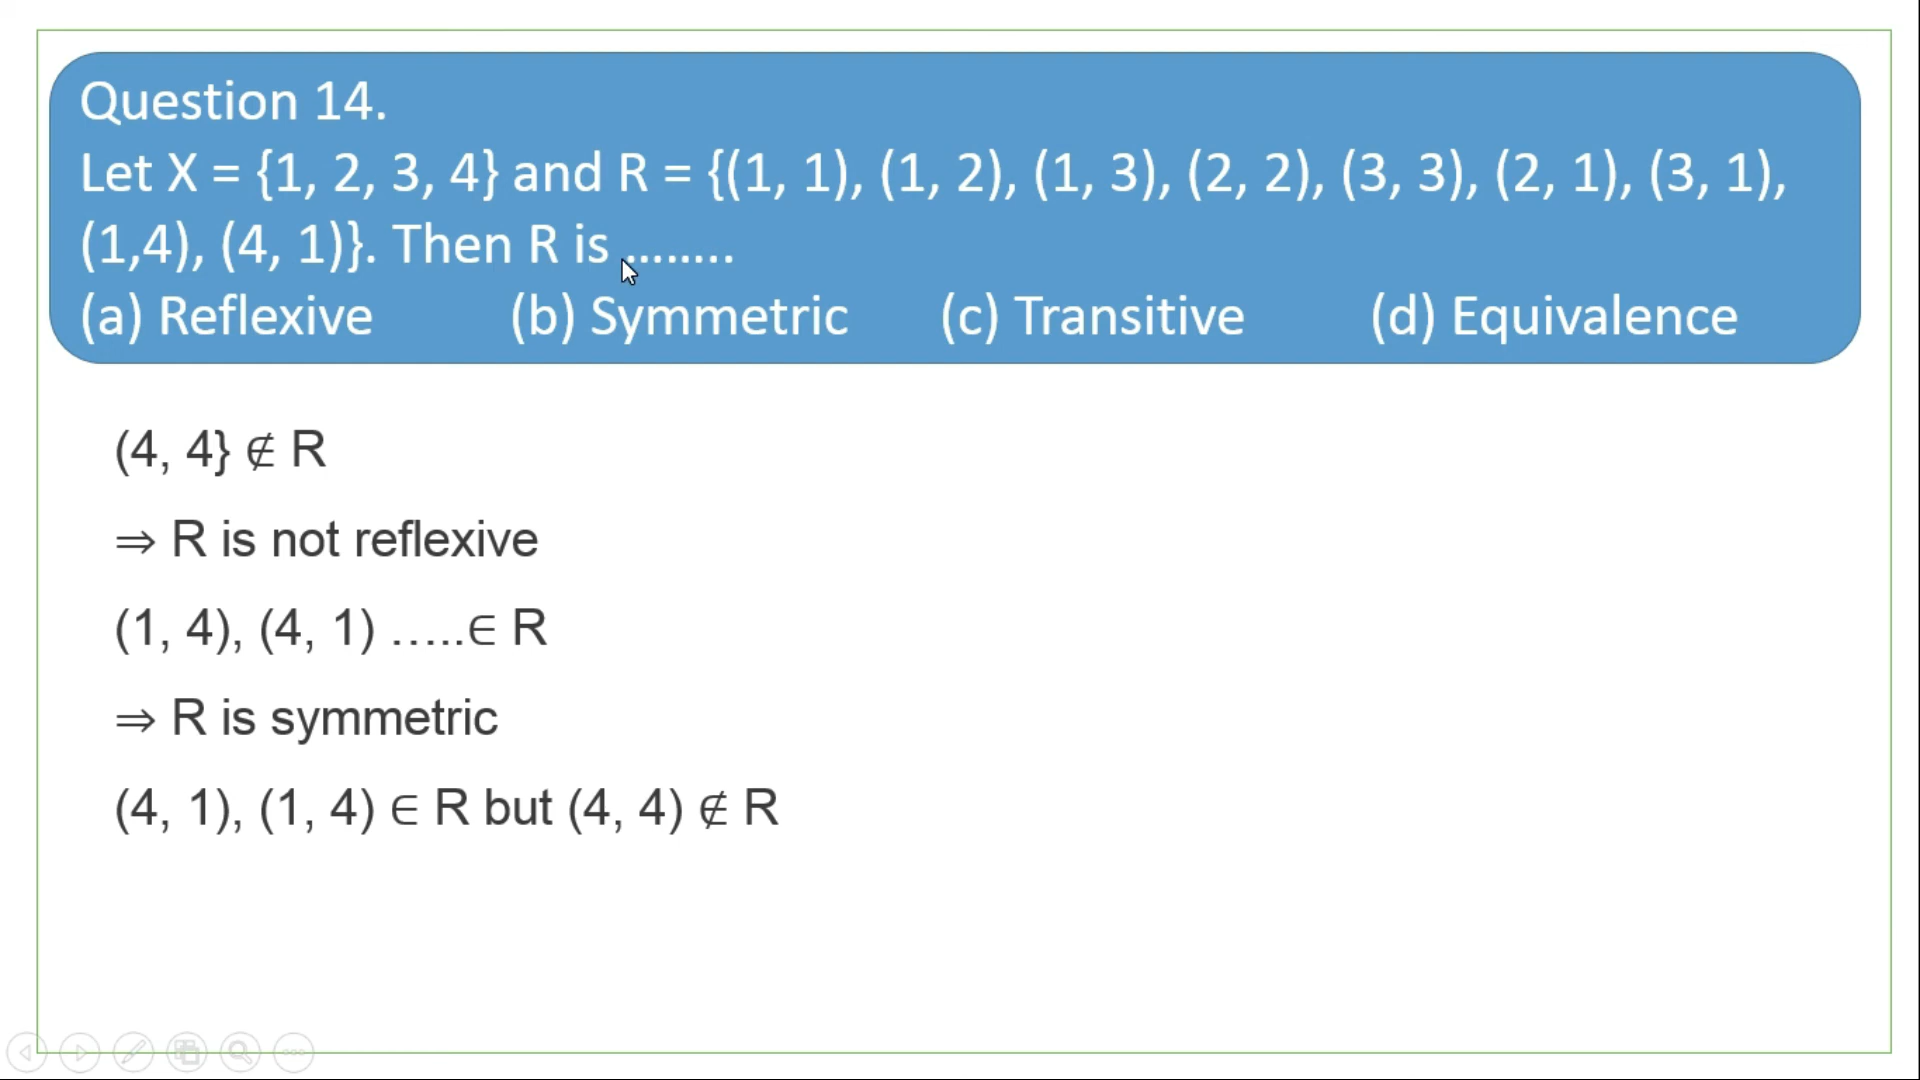 Question 14.
Let X = {1, 2, 3, 4} and R = {(1, 1), (1, 2), (1, 3), (2, 2), (3, 3), (2, 1), (3, 1),
(1,4), (4, 1)}. Then R is ……..
(a) Reflexive (b) Symmetric (c) Transitive (d) Equivalence
(4, 4} ∉ R
⇒ R is not reflexive
(1, 4), (4, 1) …..∈ R
⇒ R is symmetric
(4, 1), (1, 4) ∈ R but (4, 4) ∉ R